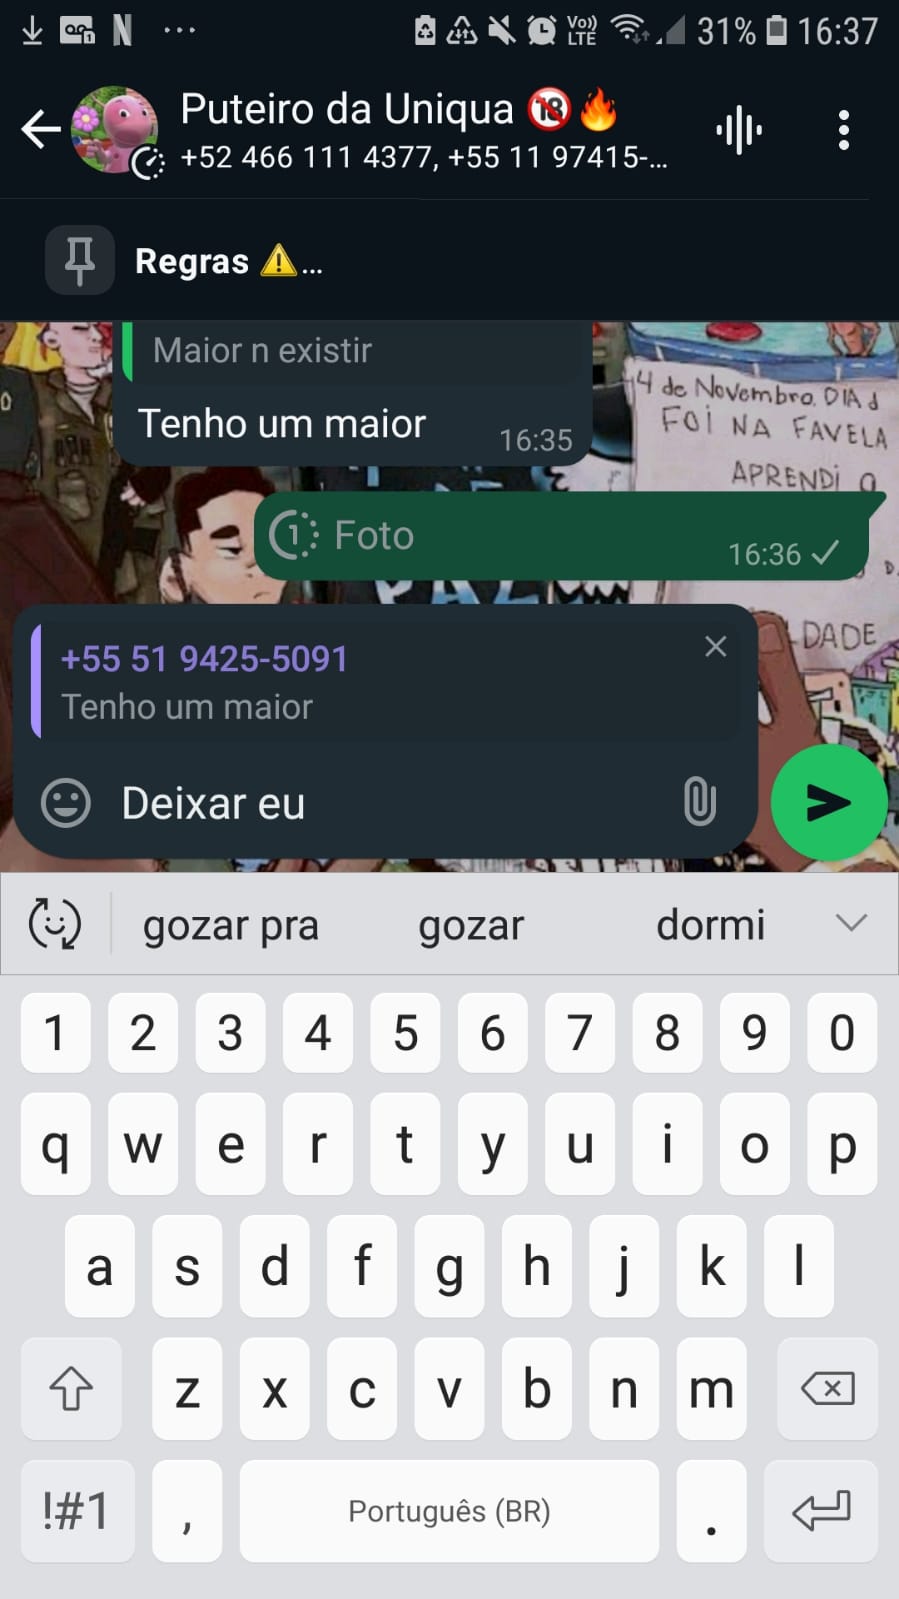 Vo)) LTE 31% 16:37
Puteiro da Uniqua 🔞🔥
+52 466 111 4377, +55 11 97415-...
Regras ⚠️...
Maior n existir
Tenho um maior
16:35
4 de Novembro, DIA d
FOI NA FAVELA
APRENDI O
1 Foto
16:36
PAZ
DADE
+55 51 9425-5091
Tenho um maior
Deixar eu
gozar pra gozar dormi
1 2 3 4 5 6 7 8 9 0
q w e r t y u i o p
a s d f g h j k l
z x c v b n m
!#1 , Português (BR) .